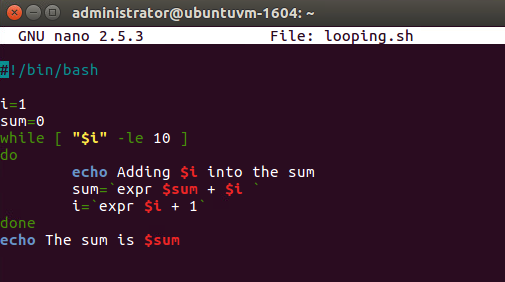 administrator@ubuntuvm-1604: ~
GNU nano 2.5.3 File: looping.sh
#!/bin/bash
i=1
sum=0
while [ "$i" -le 10 ]
do
echo Adding $i into the sum
sum=`expr $sum + $i `
i=`expr $i + 1`
done
echo The sum is $sum